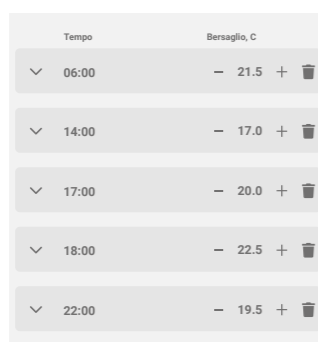 Tempo Bersaglio, C
06:00 − 21.5 +
14:00 − 17.0 +
17:00 − 20.0 +
18:00 − 22.5 +
22:00 − 19.5 +